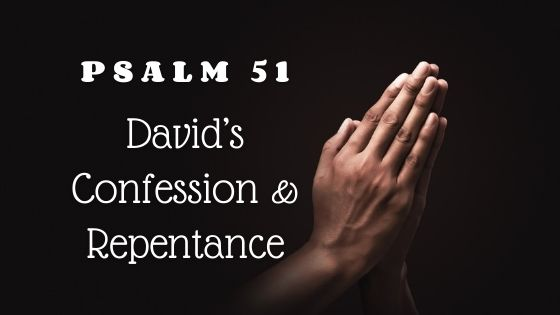 PSALM 51
David's
Confession &
Repentance